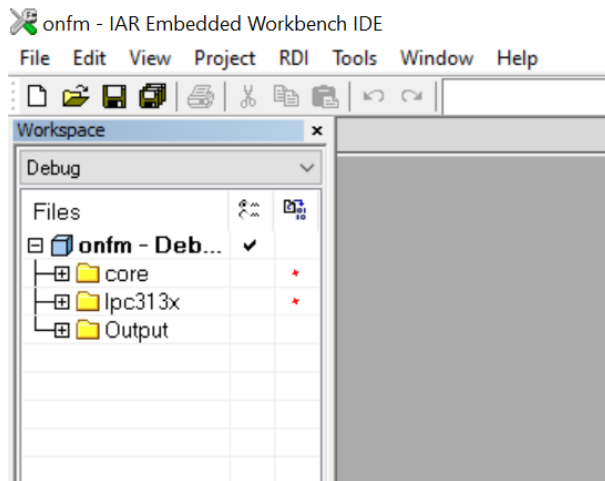 onfm - IAR Embedded Workbench IDE
File Edit View Project RDI Tools Window Help
Workspace
Debug
Files
onfm - Deb...
core
lpc313x
Output